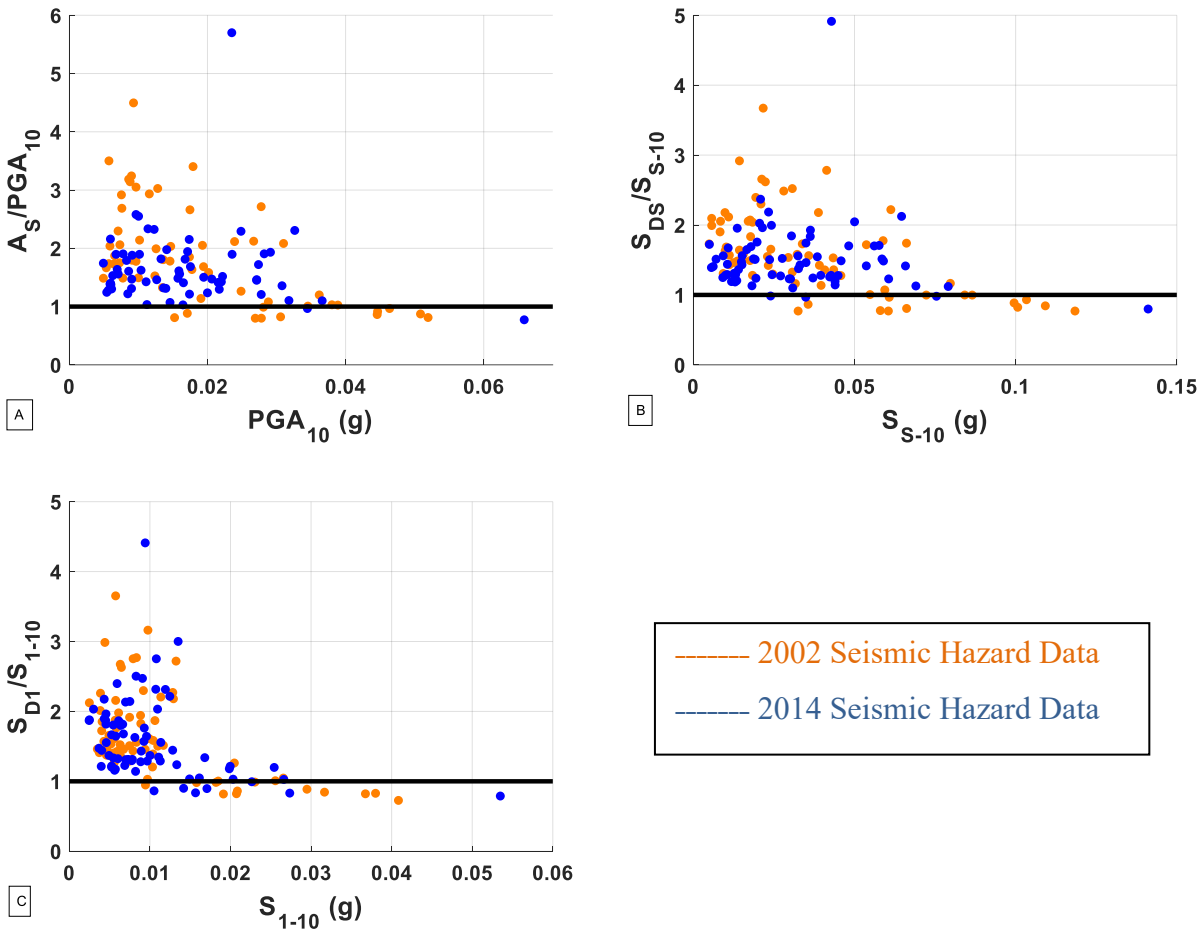 6
5
4
3
2
1
0
A_S/PGA_10
0 0.02 0.04 0.06
PGA_10 (g)
A
5
4
3
2
1
0
S_DS/S_S-10
0 0.05 0.1 0.15
S_S-10 (g)
B
5
4
3
2
1
0
S_D1/S_1-10
0 0.01 0.02 0.03 0.04 0.05 0.06
S_1-10 (g)
C
------- 2002 Seismic Hazard Data
------- 2014 Seismic Hazard Data